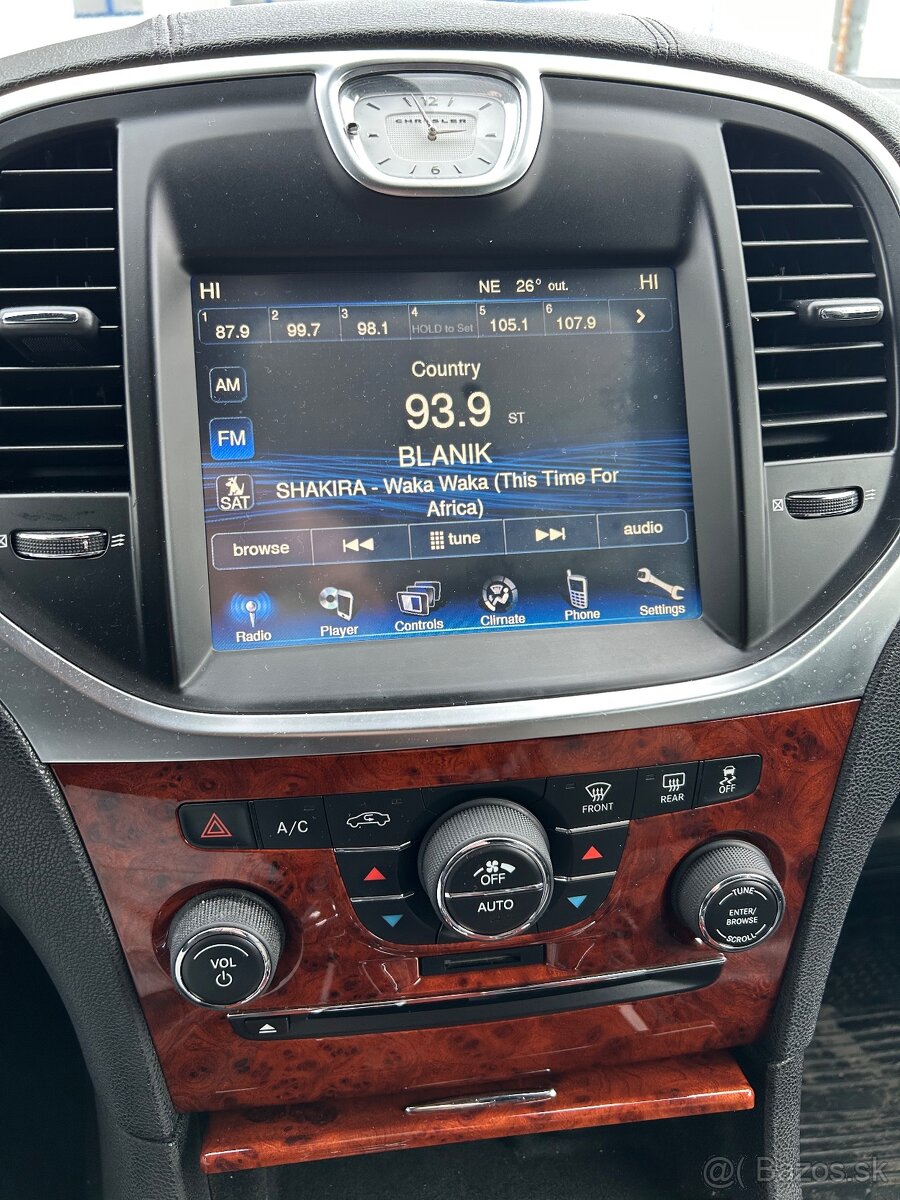 12
CHRYSLER
6
HI NE 26° out. HI
1 87.9 2 99.7 3 98.1 4 HOLD to Set 5 105.1 6 107.9 >
Country
AM
93.9 ST
FM
BLANIK
SHAKIRA - Waka Waka (This Time For
Africa)
SAT
browse tune audio
Radio Player Controls Climate Phone Settings
A/C FRONT REAR OFF
OFF
AUTO
TUNE
ENTER/
BROWSE
SCROLL
VOL
@( Bazos.sk